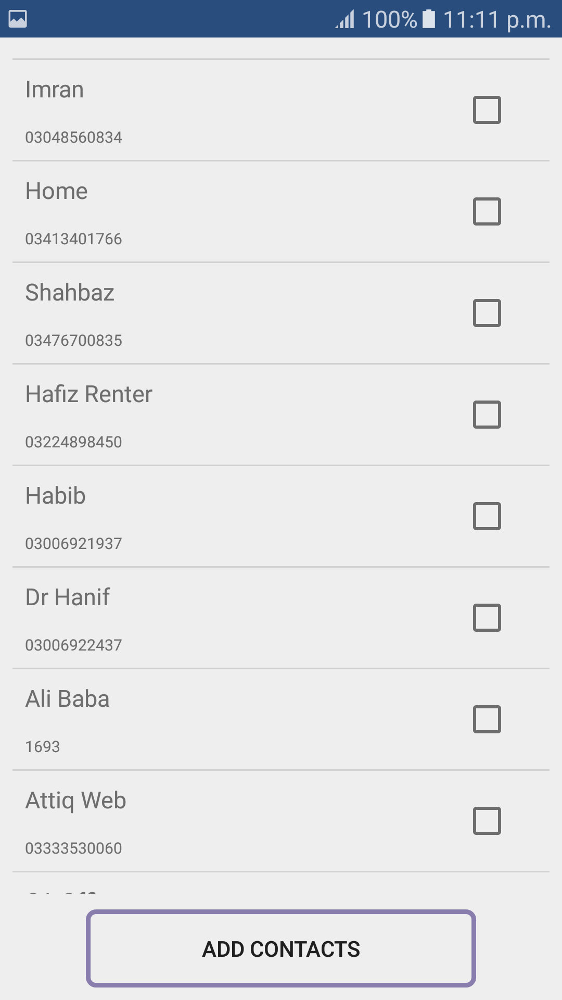 100% 11:11 p.m.
Imran
03048560834
Home
03413401766
Shahbaz
03476700835
Hafiz Renter
03224898450
Habib
03006921937
Dr Hanif
03006922437
Ali Baba
1693
Attiq Web
03333530060
ADD CONTACTS